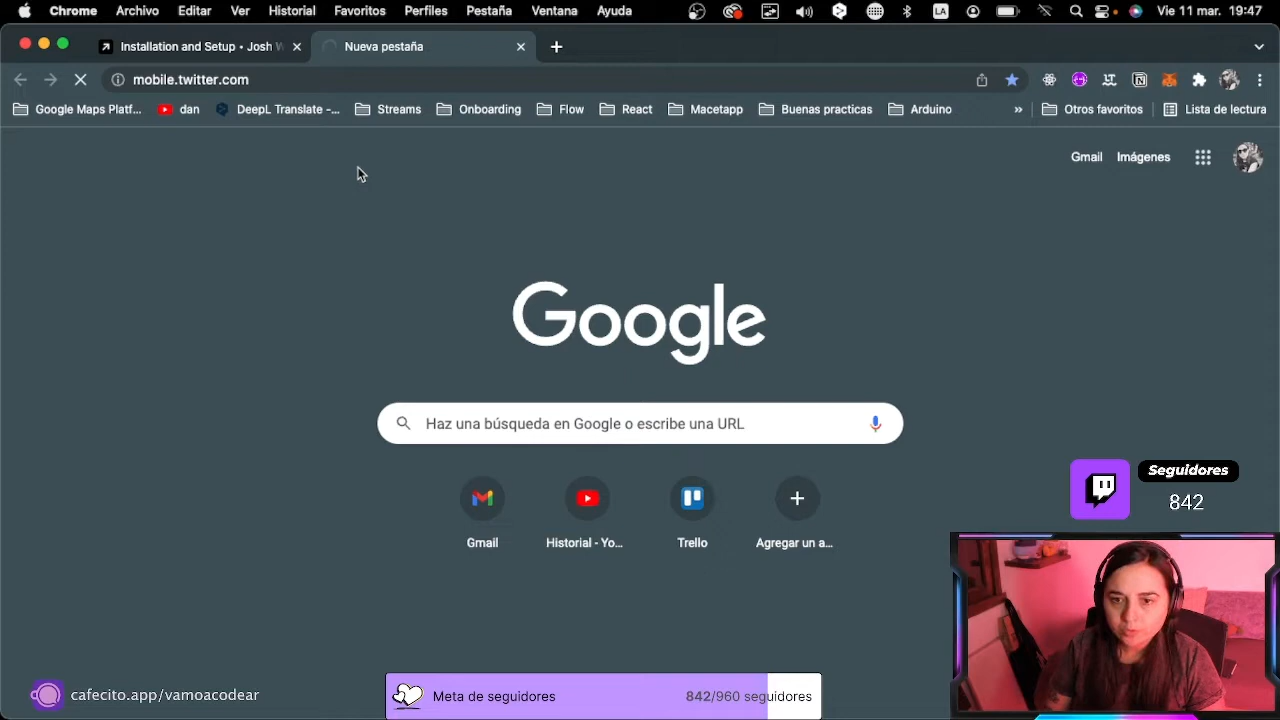 Chrome Archivo Editar Ver Historial Favoritos Perfiles Pestaña Ventana Ayuda LA Vie 11 mar. 19:47
Installation and Setup • Josh W Nueva pestaña
mobile.twitter.com
Google Maps Platf... dan DeepL Translate -... Streams Onboarding Flow React Macetapp Buenas practicas Arduino » Otros favoritos Lista de lectura
Gmail Imágenes
Google
Haz una búsqueda en Google o escribe una URL
Gmail Historial - Yo... Trello Agregar un a...
Seguidores
842
cafecito.app/vamoacodear
Meta de seguidores 842/960 seguidores